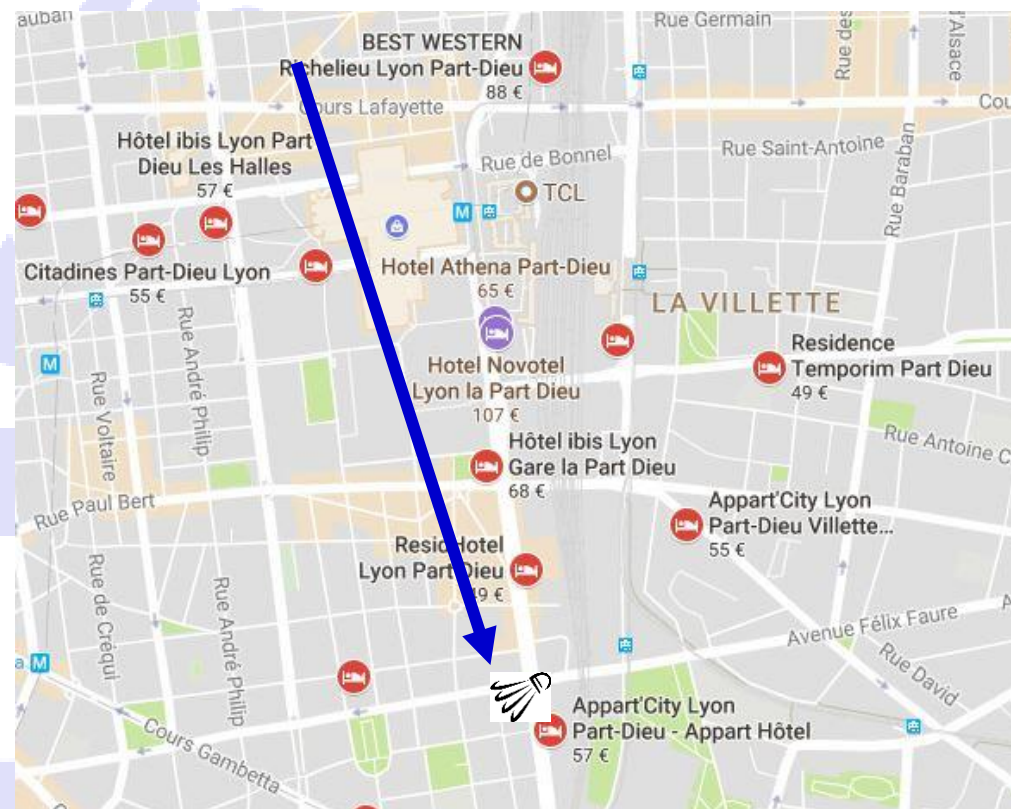 auban
Rue Germain
Rue des
d'Alsace
BEST WESTERN
Richelieu Lyon Part-Dieu
88 €
Cours Lafayette
Cou
Hôtel ibis Lyon Part
Dieu Les Halles
57 €
Rue de Bonnel
Rue Saint-Antoine
Rue Baraban
TCL
M
Citadines Part-Dieu Lyon
55 €
Hotel Athena Part-Dieu
65 €
LA VILLETTE
Rue André Philip
M
Hotel Novotel
Lyon la Part Dieu
107 €
Residence
Temporim Part Dieu
49 €
Rue Voltaire
Rue Antoine C
Hôtel ibis Lyon
Gare la Part Dieu
68 €
Rue Paul Bert
Appart'City Lyon
Part-Dieu Villette...
55 €
Resid Hotel
Lyon Part Dieu
49 €
Rue de Créqui
Rue André Philip
Avenue Félix Faure
A
Rue David
a M
Cours Gambetta
Appart'City Lyon
Part-Dieu - Appart Hôtel
57 €